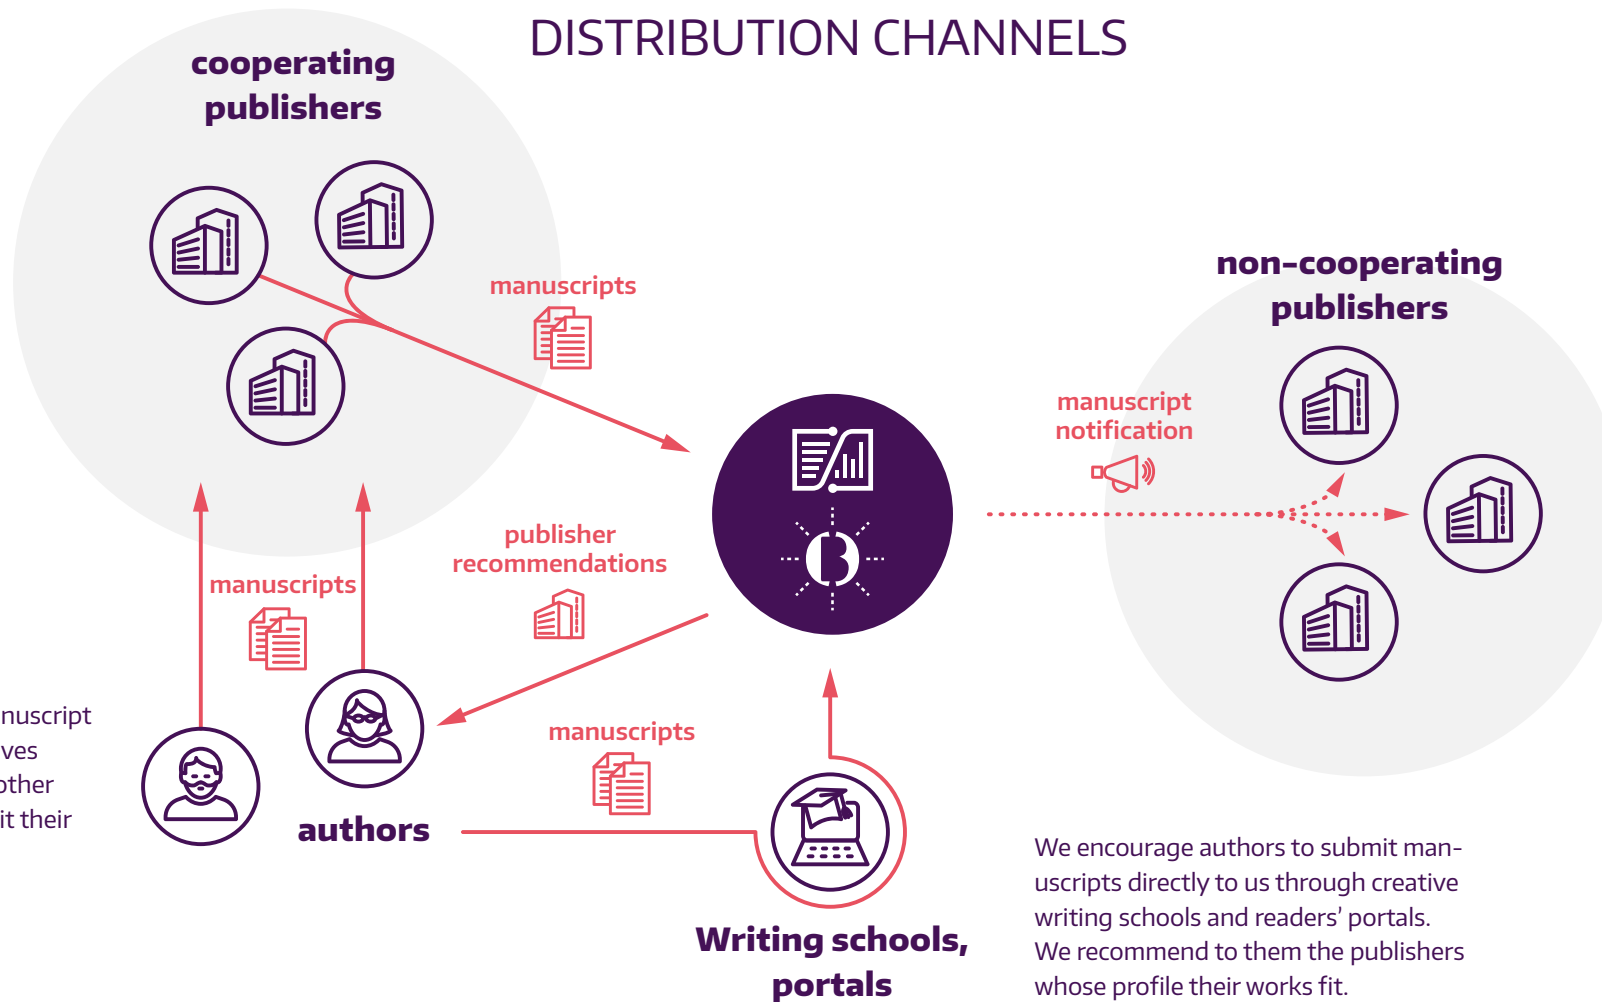 DISTRIBUTION CHANNELS
cooperating
publishers
manuscripts
non-cooperating
publishers
manuscript
notification
publisher
recommendations
manuscripts
nuscript
ves
other
it their
manuscripts
authors
We encourage authors to submit man-
uscripts directly to us through creative
writing schools and readers' portals.
We recommend to them the publishers
whose profile their works fit.
Writing schools,
portals
B